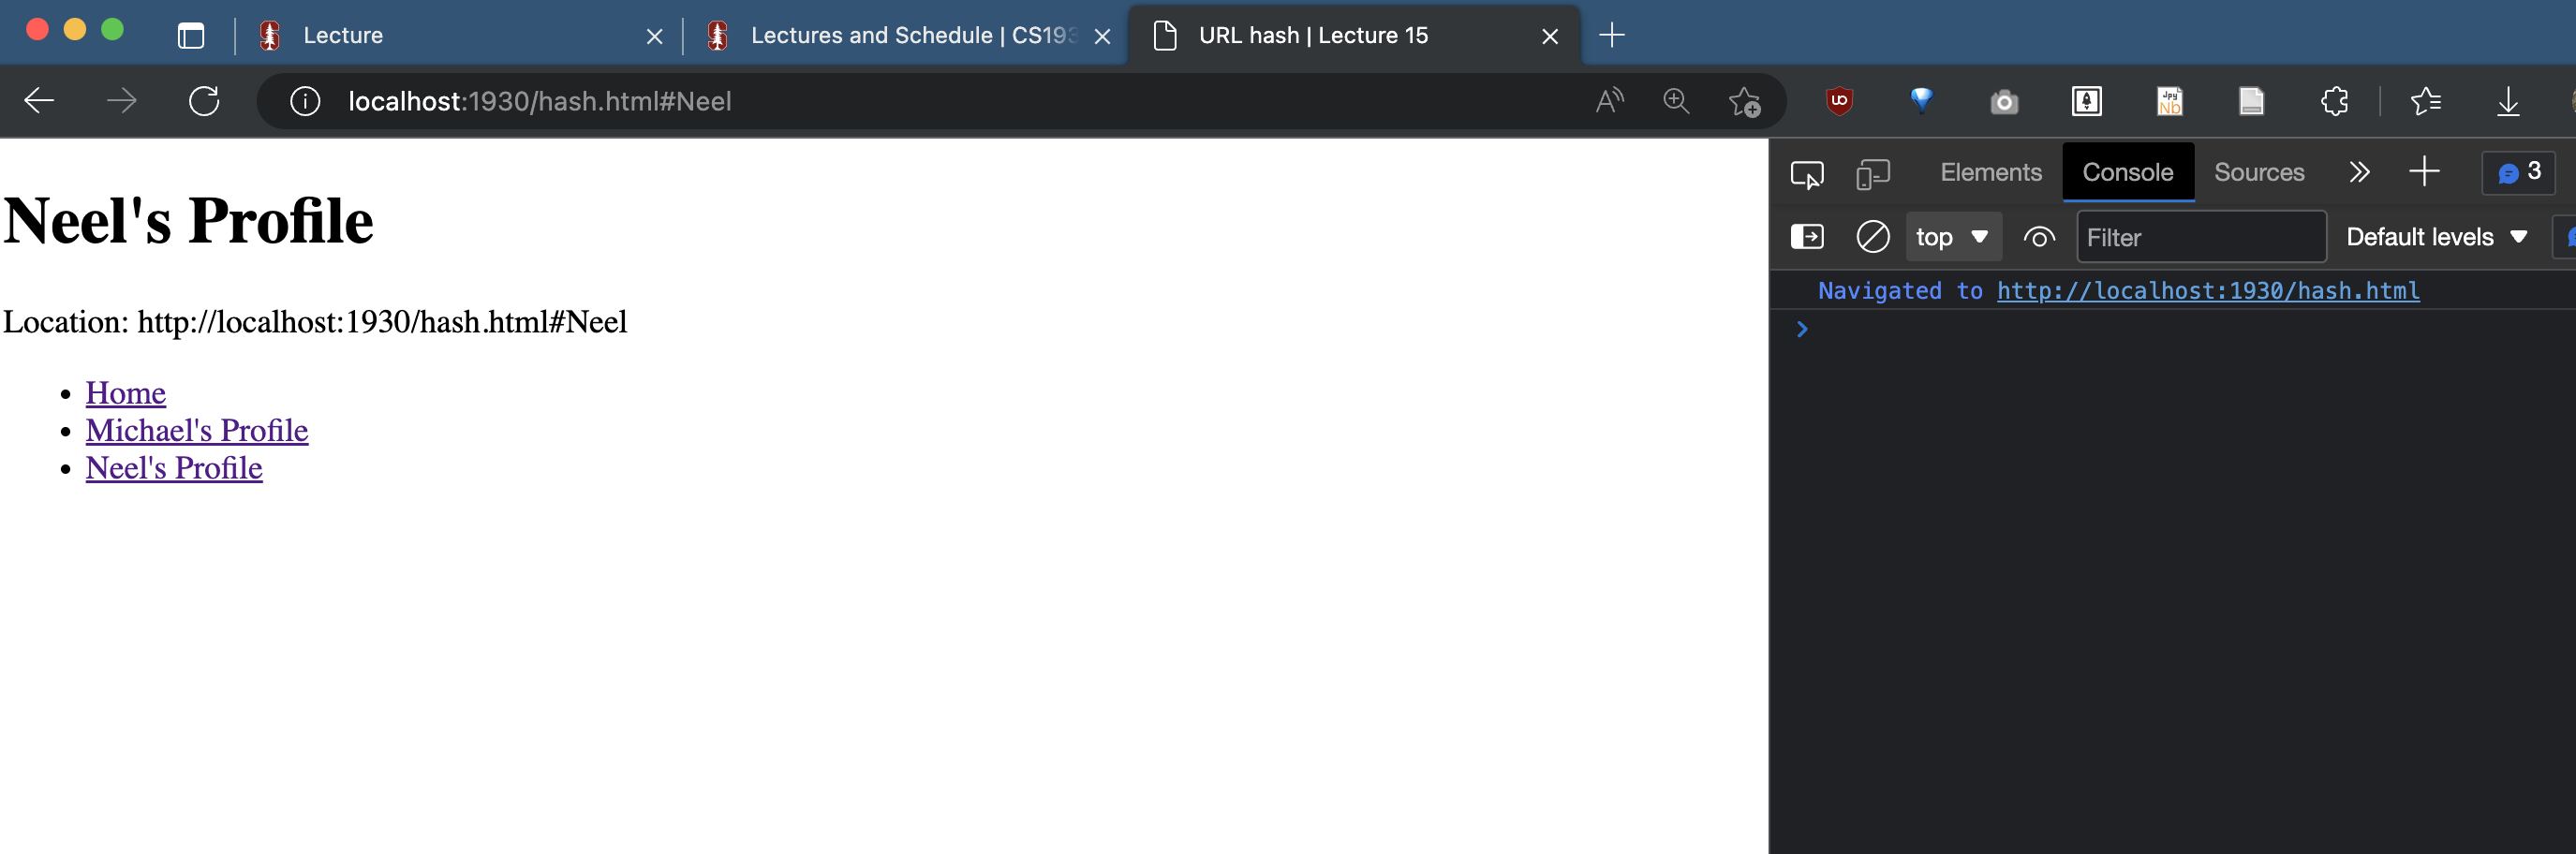 Lecture
Lectures and Schedule | CS193
URL hash | Lecture 15
localhost:1930/hash.html#Neel
Neel's Profile
Location: http://localhost:1930/hash.html#Neel
Home
Michael's Profile
Neel's Profile
Elements Console Sources 3
top Filter Default levels
Navigated to http://localhost:1930/hash.html